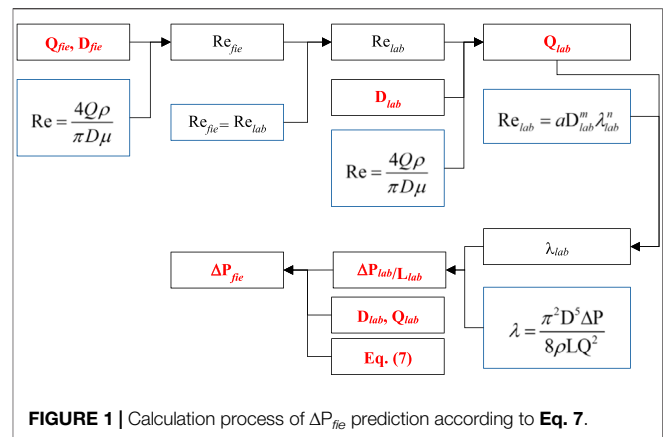 Q_fie, D_fie
Re_fie
Re_lab
Q_lab
Re = 4Qρ / πDμ
Re_fie = Re_lab
D_lab
Re = 4Qρ / πDμ
Re_lab = aD^m_lab λ^n_lab
ΔP_fie
ΔP_lab/L_lab
λ_lab
D_lab, Q_lab
Eq. (7)
λ = π²D⁵ΔP / 8ρLQ²
FIGURE 1 | Calculation process of ΔP_fie prediction according to Eq. 7.